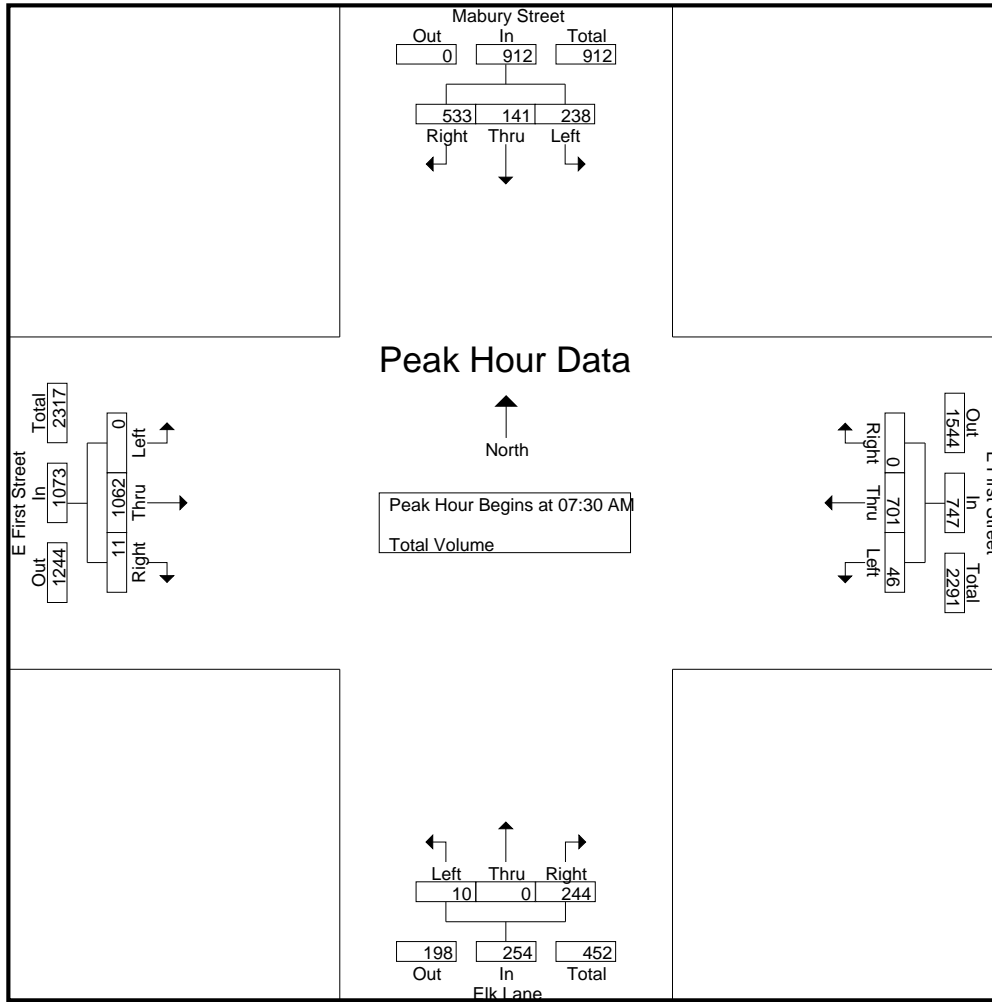 Mabury Street
Out In Total
0 912 912
533 141 238
Right Thru Left
Peak Hour Data
North
Peak Hour Begins at 07:30 AM
Total Volume
E First Street
Total In Out
2317 1073 1244
0 1062 11
Left Thru Right
E First Street
Out In Total
1544 747 2291
0 701 46
Right Thru Left
Left Thru Right
10 0 244
198 254 452
Out In Total
Elk Lane